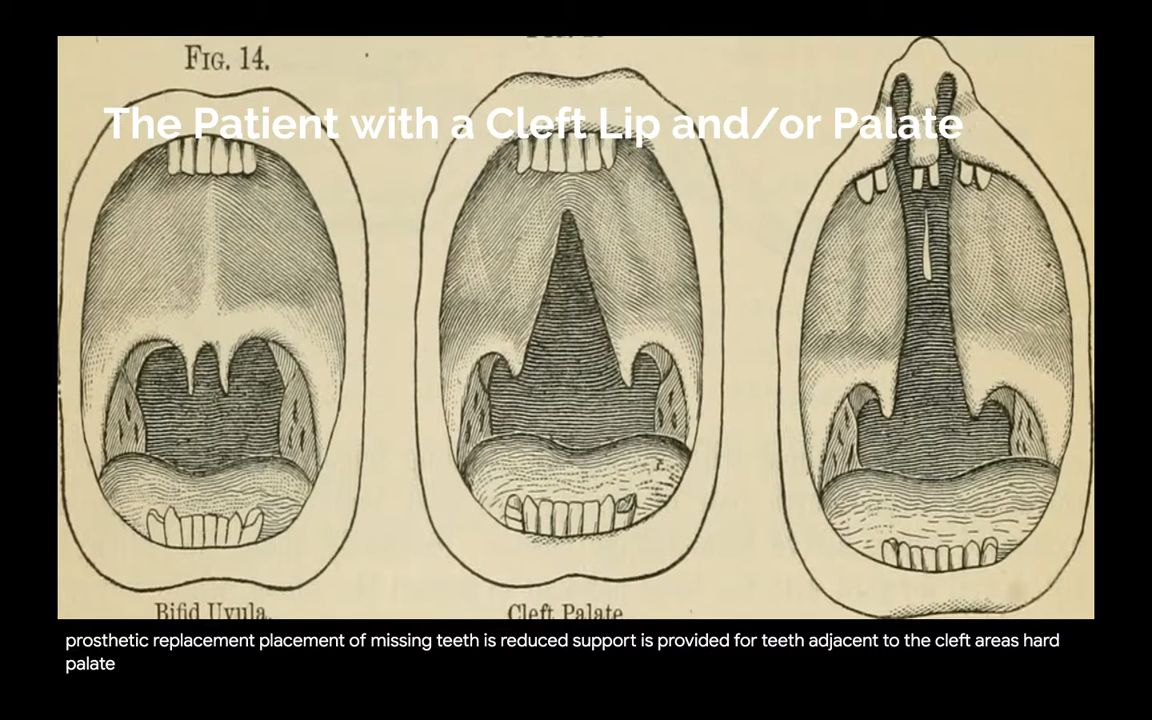 FIG. 14.
The Patient with a Cleft Lip and/or Palate
Bifid Uvula.
Cleft Palate
prosthetic replacement placement of missing teeth is reduced support is provided for teeth adjacent to the cleft areas hard
palate